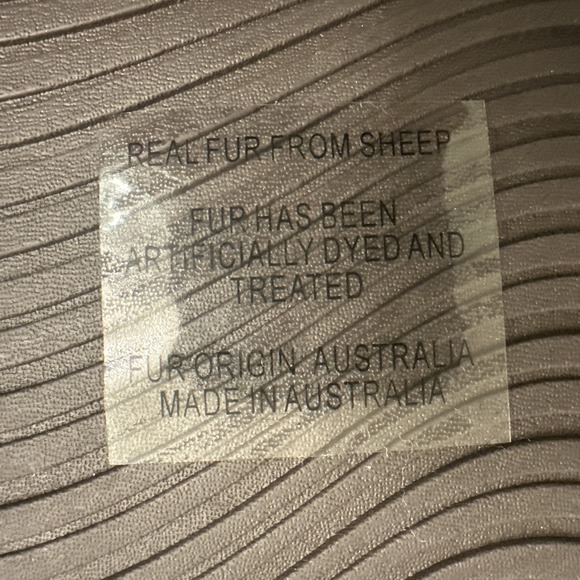 REAL FUR FROM SHEEP
FUR HAS BEEN
ARTIFICIALLY DYED AND
TREATED
FUR ORIGIN AUSTRALIA
MADE IN AUSTRALIA